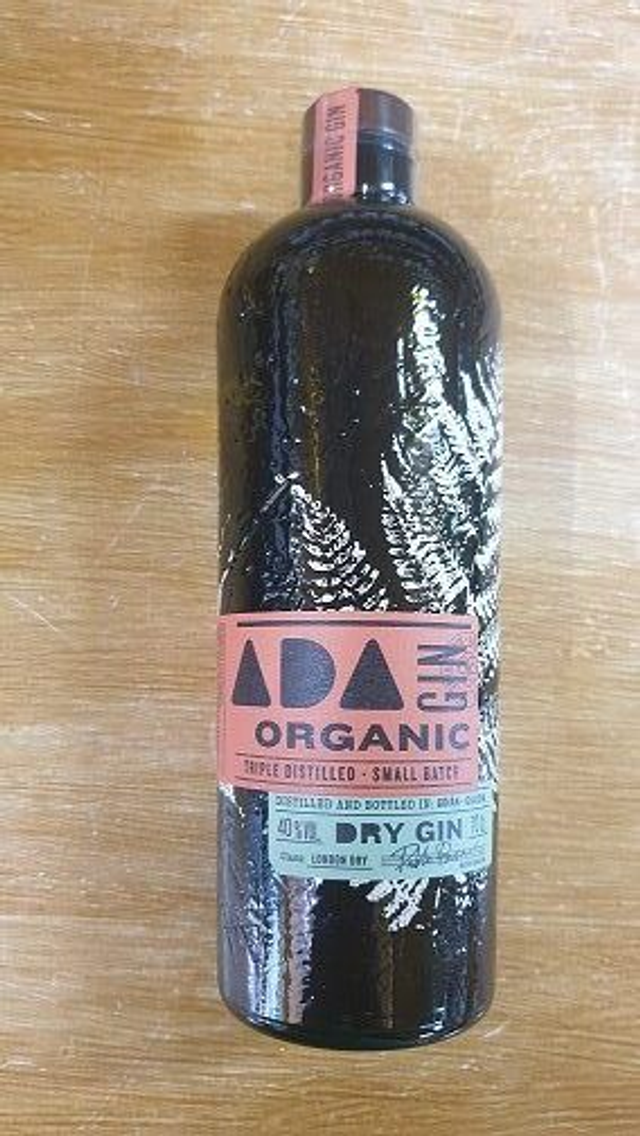 ORGANIC GIN
ADA GIN
ORGANIC
TRIPLE DISTILLED · SMALL BATCH
DISTILLED AND BOTTLED IN:
40% VOL. DRY GIN
LONDON DRY